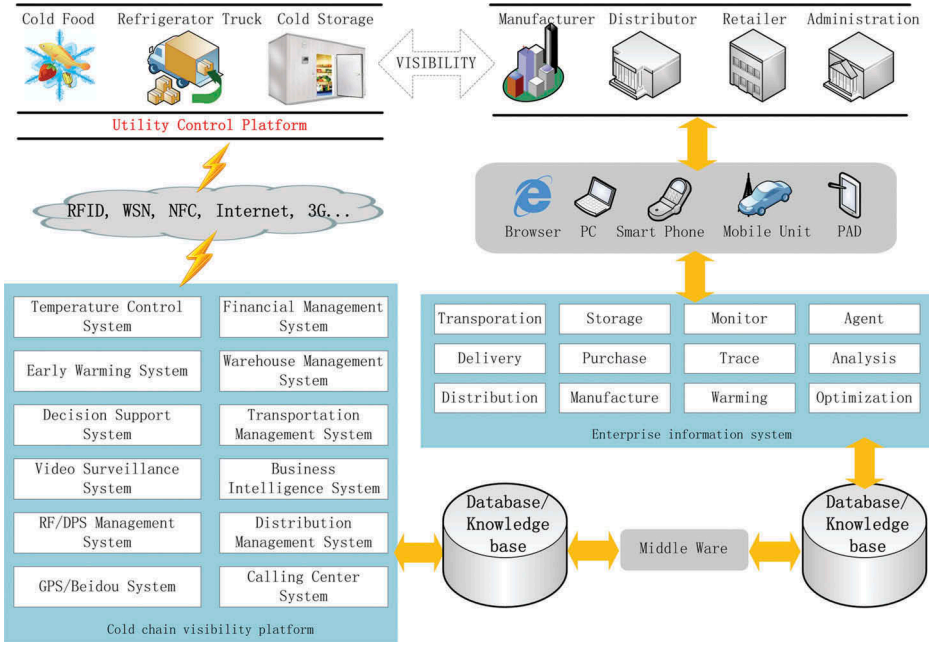 Cold Food
Refrigerator Truck
Cold Storage
VISIBILITY
Manufacturer
Distributor
Retailer
Administration
Utility Control Platform
RFID, WSN, NFC, Internet, 3G...
Browser
PC
Smart Phone
Mobile Unit
PAD
Temperature Control
System
Financial Management
System
Early Warming System
Warehouse Management
System
Decision Support
System
Transportation
Management System
Video Surveillance
System
Business
Intelligence System
RF/DPS Management
System
Distribution
Management System
GPS/Beidou System
Calling Center
System
Cold chain visibility platform
Transporation
Storage
Monitor
Agent
Delivery
Purchase
Trace
Analysis
Distribution
Manufacture
Warming
Optimization
Enterprise information system
Database/
Knowledge
base
Middle Ware
Database/
Knowledge
base